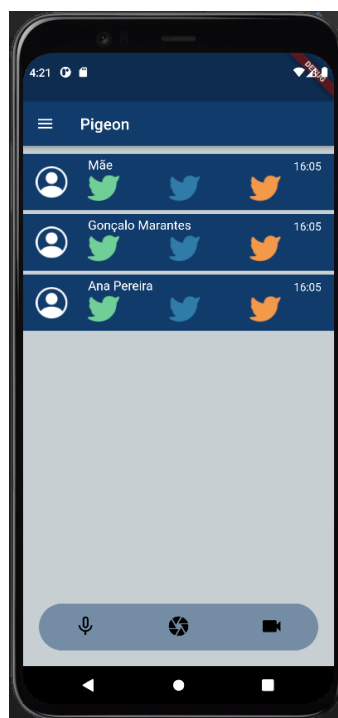 4:21
DEBUG
Pigeon
Mãe 16:05
Gonçalo Marantes 16:05
Ana Pereira 16:05